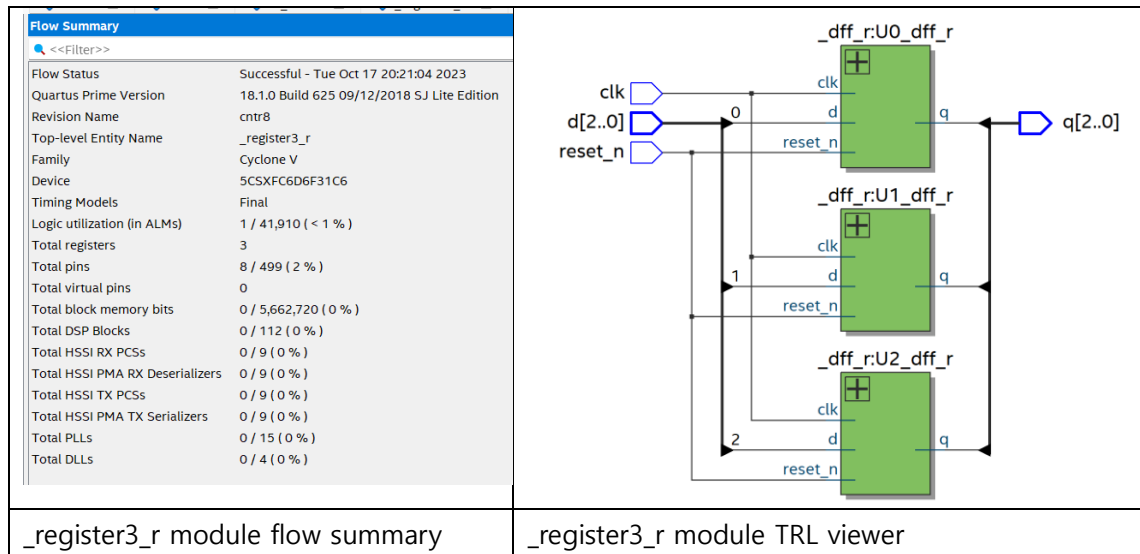 Flow Summary
<<Filter>>
Flow Status Successful - Tue Oct 17 20:21:04 2023
Quartus Prime Version 18.1.0 Build 625 09/12/2018 SJ Lite Edition
Revision Name cntr8
Top-level Entity Name _register3_r
Family Cyclone V
Device 5CSXFC6D6F31C6
Timing Models Final
Logic utilization (in ALMs) 1 / 41,910 ( < 1 % )
Total registers 3
Total pins 8 / 499 ( 2 % )
Total virtual pins 0
Total block memory bits 0 / 5,662,720 ( 0 % )
Total DSP Blocks 0 / 112 ( 0 % )
Total HSSI RX PCSs 0 / 9 ( 0 % )
Total HSSI PMA RX Deserializers 0 / 9 ( 0 % )
Total HSSI TX PCSs 0 / 9 ( 0 % )
Total HSSI PMA TX Serializers 0 / 9 ( 0 % )
Total PLLs 0 / 15 ( 0 % )
Total DLLs 0 / 4 ( 0 % )
_dff_r:U0_dff_r
clk
d[2..0]
reset_n
0
clk
d
reset_n
q
q[2..0]
_dff_r:U1_dff_r
clk
1
d
reset_n
q
_dff_r:U2_dff_r
clk
2
d
reset_n
q
_register3_r module flow summary
_register3_r module TRL viewer